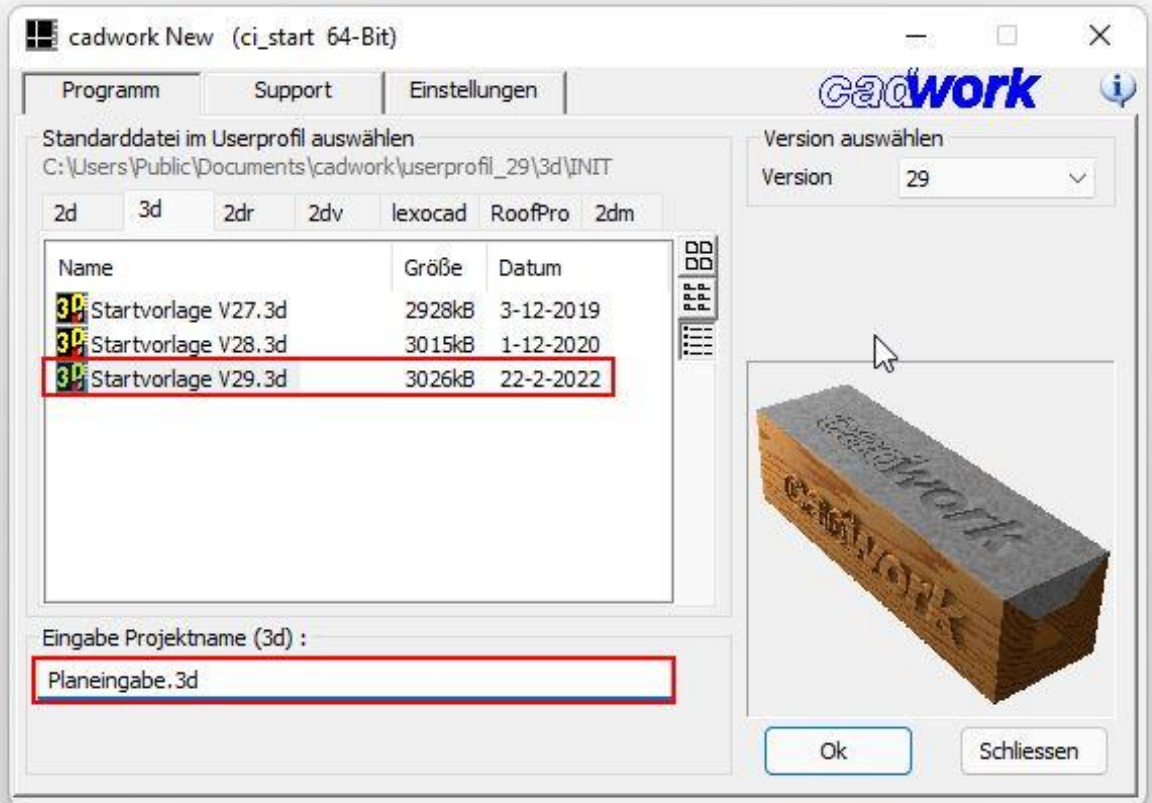 cadwork New (ci_start 64-Bit)
Programm Support Einstellungen
cadwork
Standarddatei im Userprofil auswählen
C:\Users\Public\Documents\cadwork\userprofil_29\3d\INIT
2d 3d 2dr 2dv lexocad RoofPro 2dm
Name Größe Datum
Startvorlage V27.3d 2928kB 3-12-2019
Startvorlage V28.3d 3015kB 1-12-2020
Startvorlage V29.3d 3026kB 22-2-2022
Eingabe Projektname (3d) :
Planeingabe.3d
Version auswählen
Version 29
cadwork
cadwork
Ok Schliessen